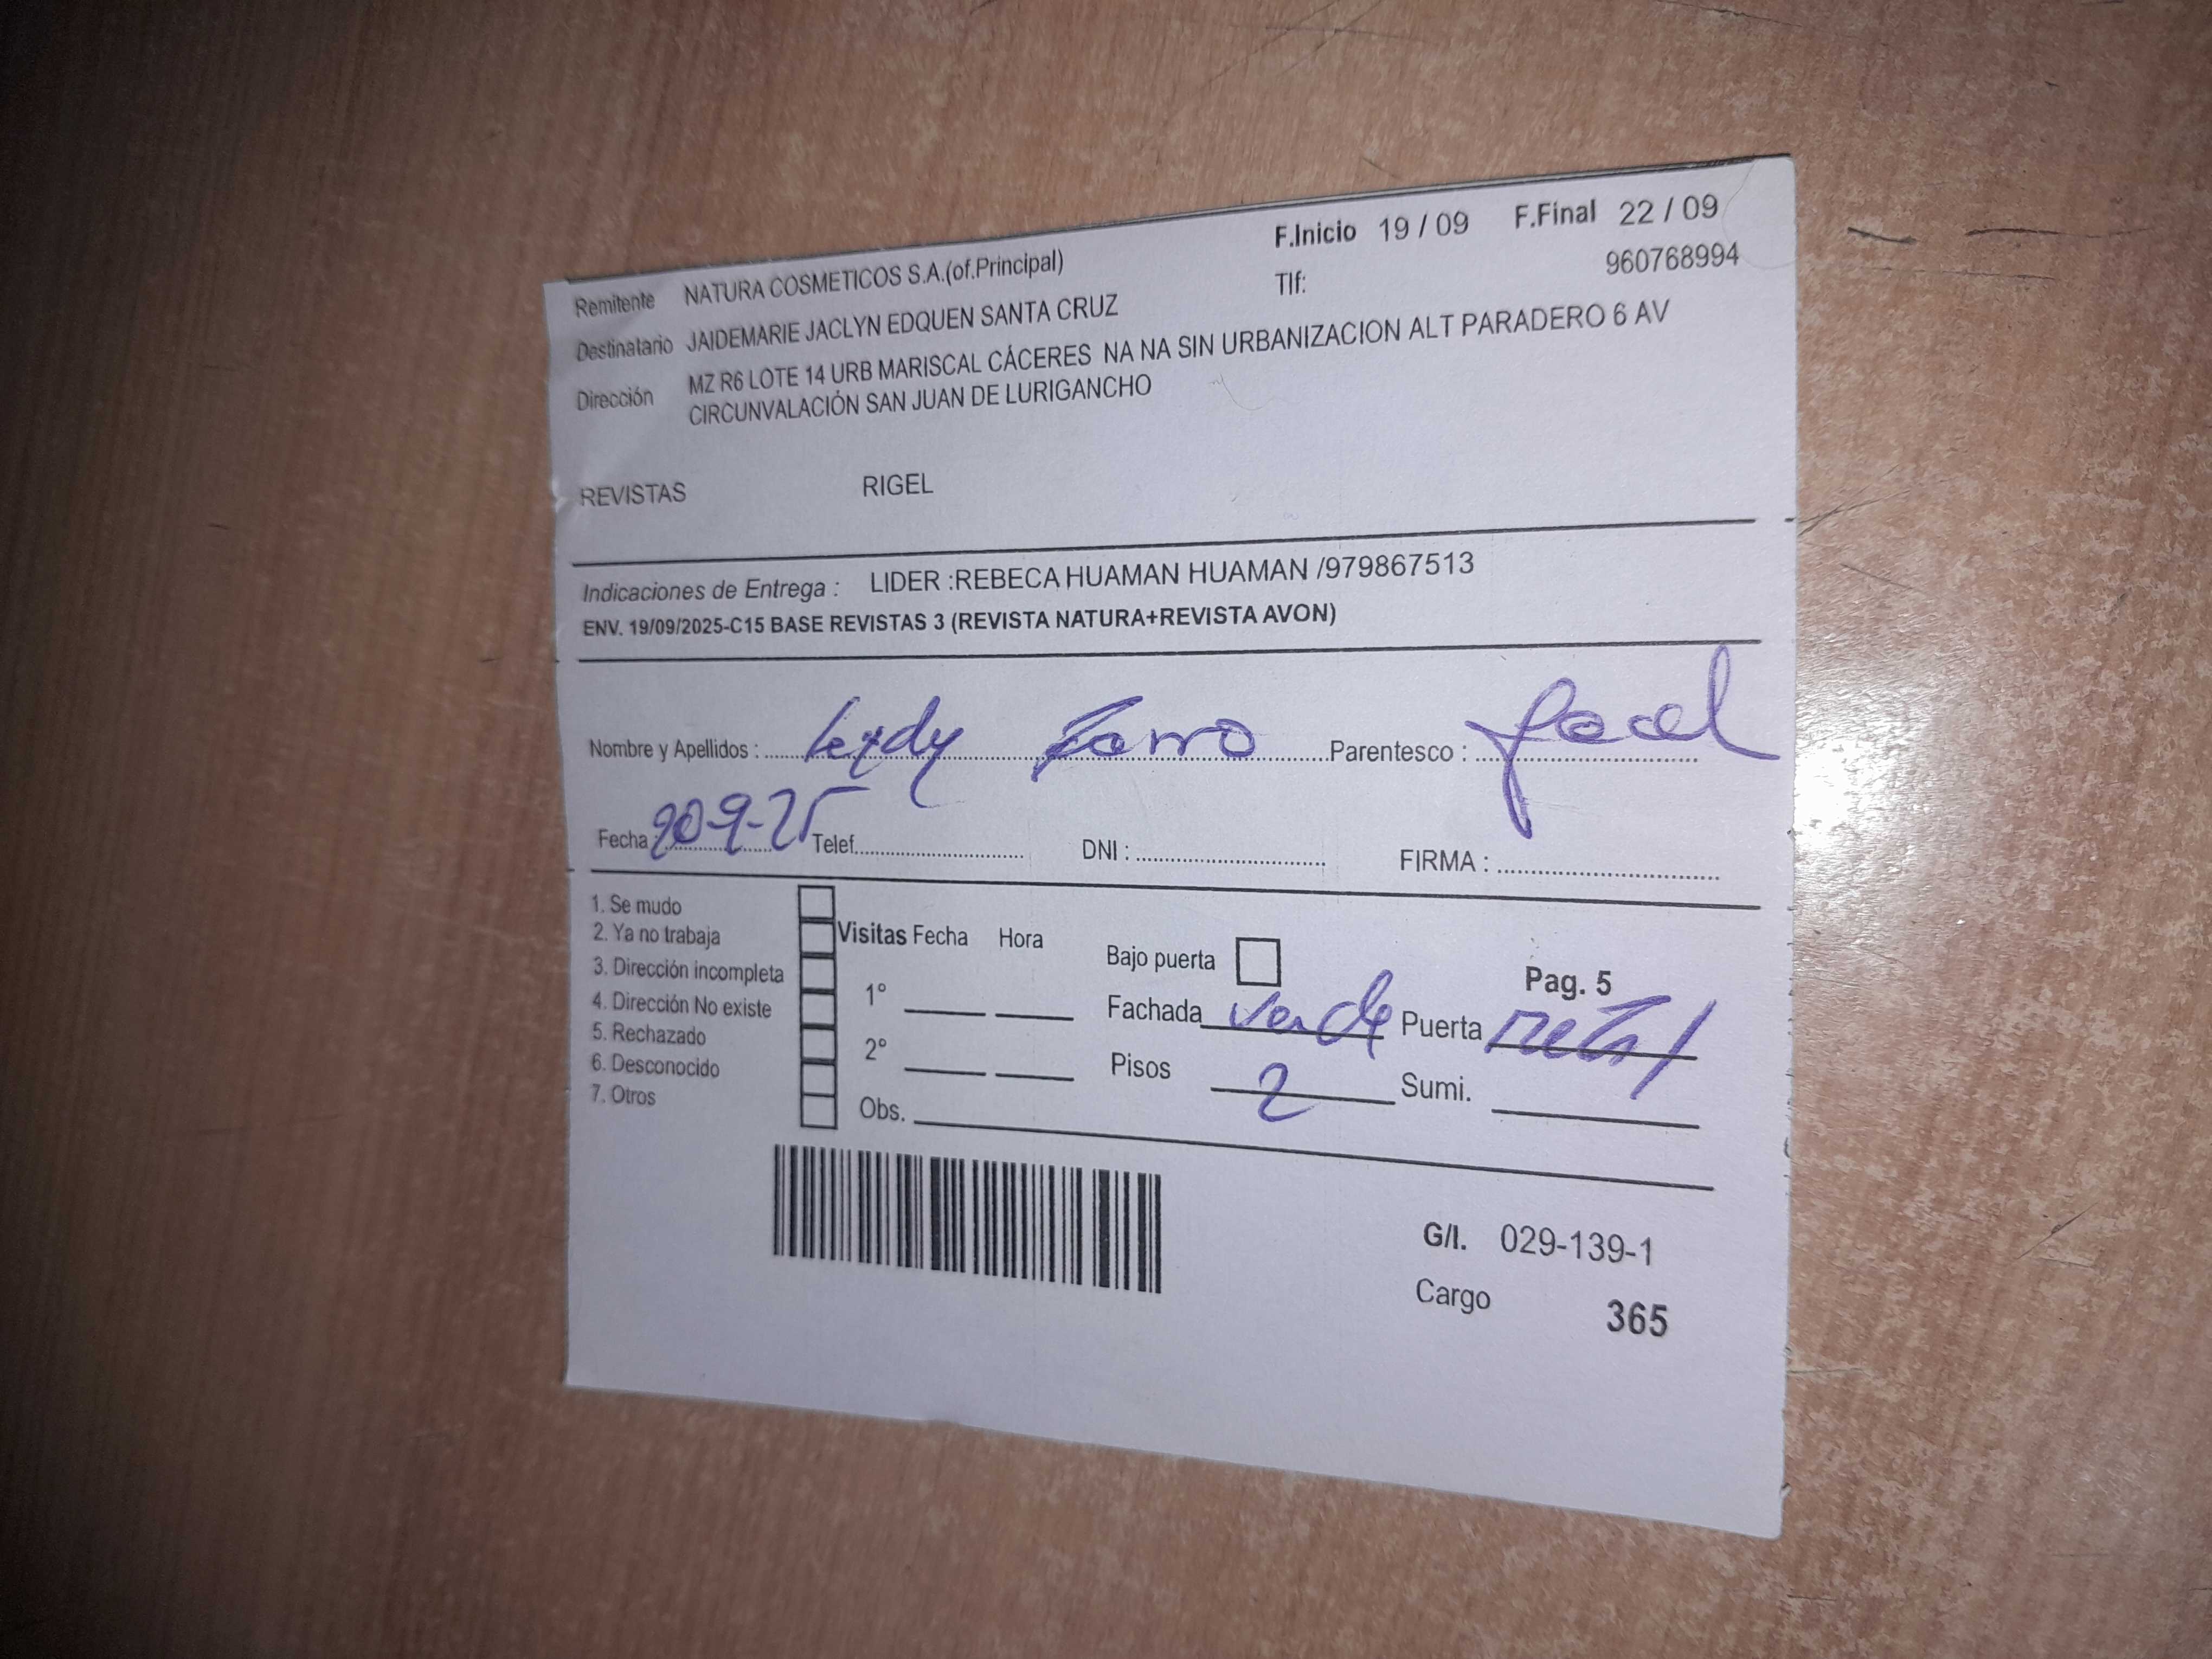 F.Inicio 19 / 09 F.Final 22 / 09
Remitente NATURA COSMETICOS S.A.(of.Principal) Tlf: 960768994
Destinatario JAIDEMARIE JACLYN EDQUEN SANTA CRUZ
Dirección MZ R6 LOTE 14 URB MARISCAL CÁCERES NA NA SIN URBANIZACION ALT PARADERO 6 AV
CIRCUNVALACIÓN SAN JUAN DE LURIGANCHO
REVISTAS RIGEL
Indicaciones de Entrega : LIDER :REBECA HUAMAN HUAMAN /979867513
ENV. 19/09/2025-C15 BASE REVISTAS 3 (REVISTA NATURA+REVISTA AVON)
Nombre y Apellidos : Parentesco :
Fecha : 20-9-25 Telef. DNI : FIRMA :
1. Se mudo
2. Ya no trabaja Visitas Fecha Hora Bajo puerta
3. Dirección incompleta Pag. 5
4. Dirección No existe 1° Fachada verde Puerta metal
5. Rechazado
6. Desconocido 2° Pisos 2 Sumi.
7. Otros Obs.
G/I. 029-139-1
Cargo 365